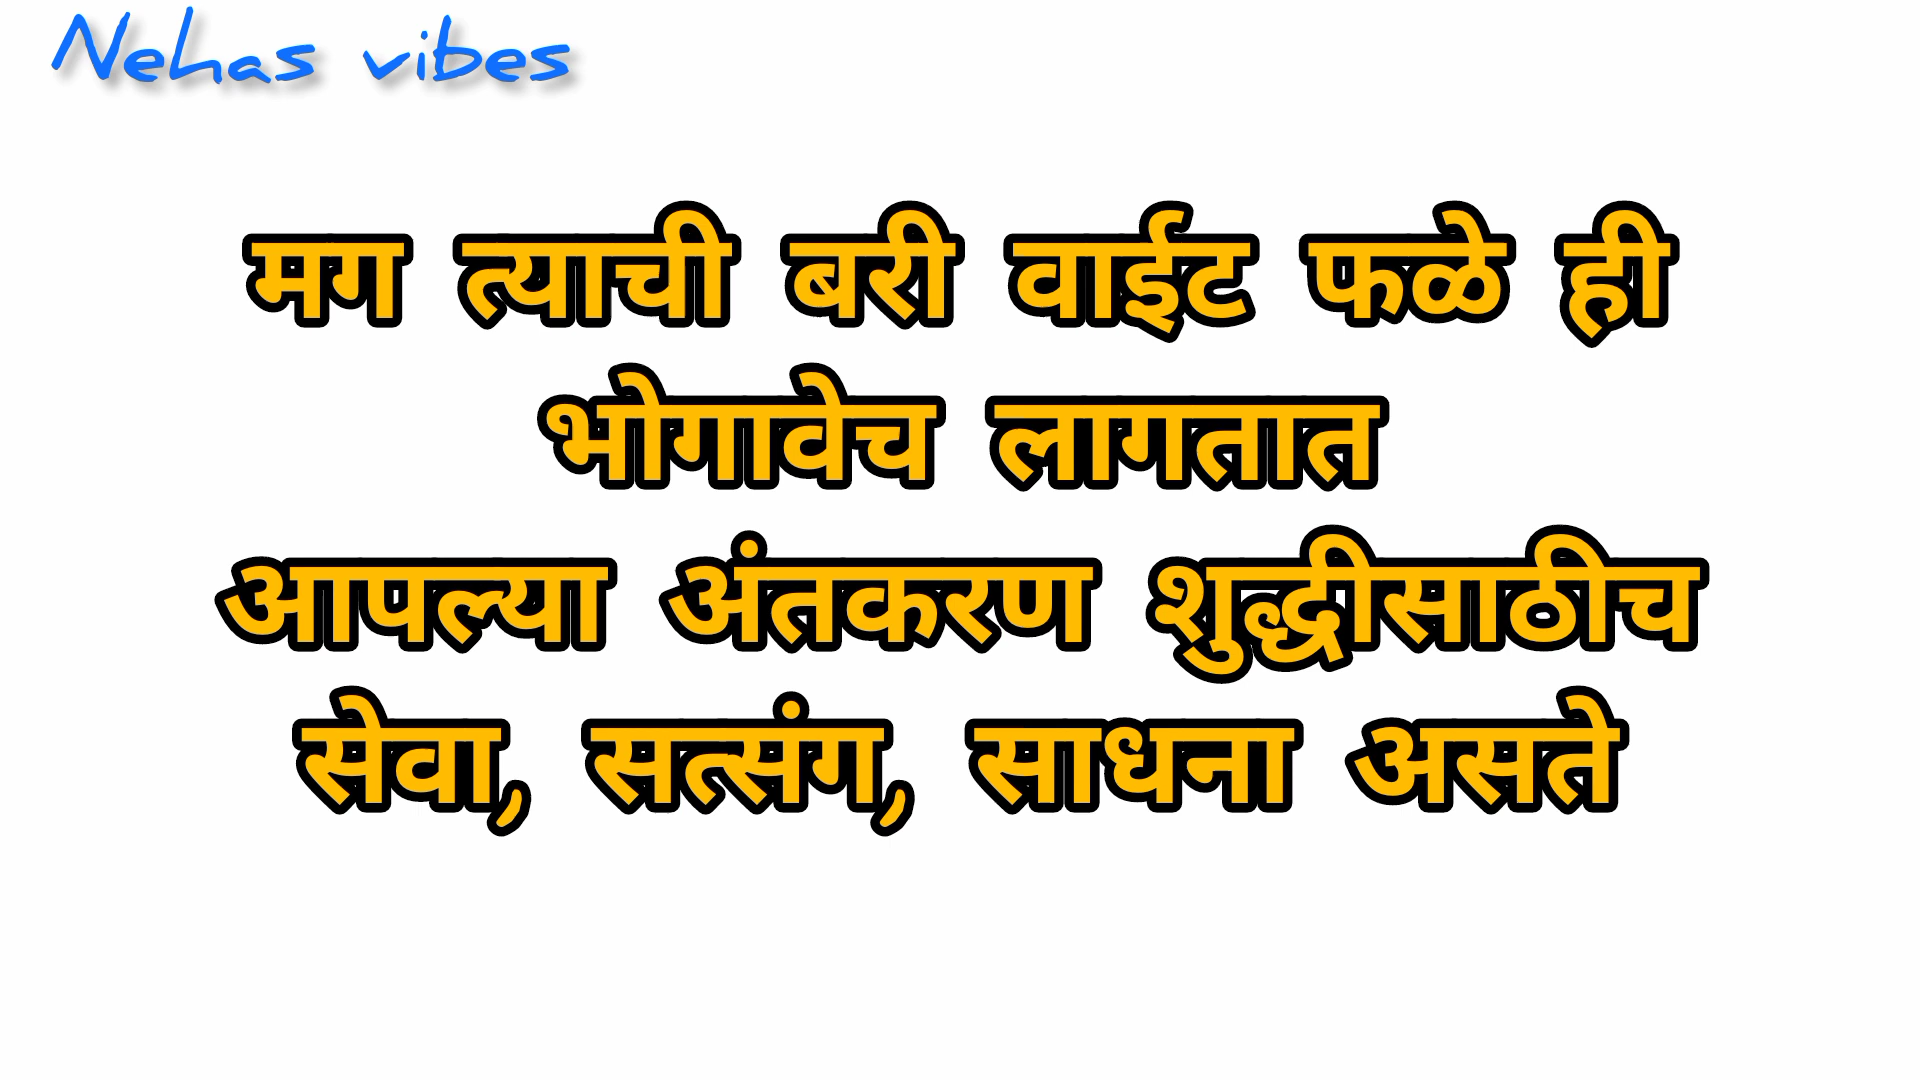 Nehas vibes
मग त्याची बरी वाईट फळे ही
भोगावेच लागतात
आपल्या अंतकरण शुद्धीसाठीच
सेवा, सत्संग, साधना असते